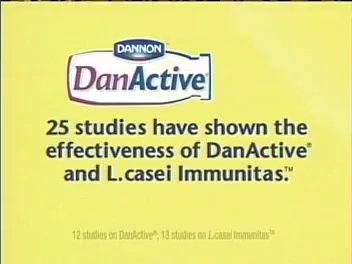 DANNON
DanActive®
25 studies have shown the
effectiveness of DanActive®
and L.casei Immunitas.™
12 studies on DanActive®; 13 studies on L.casei Immunitas™